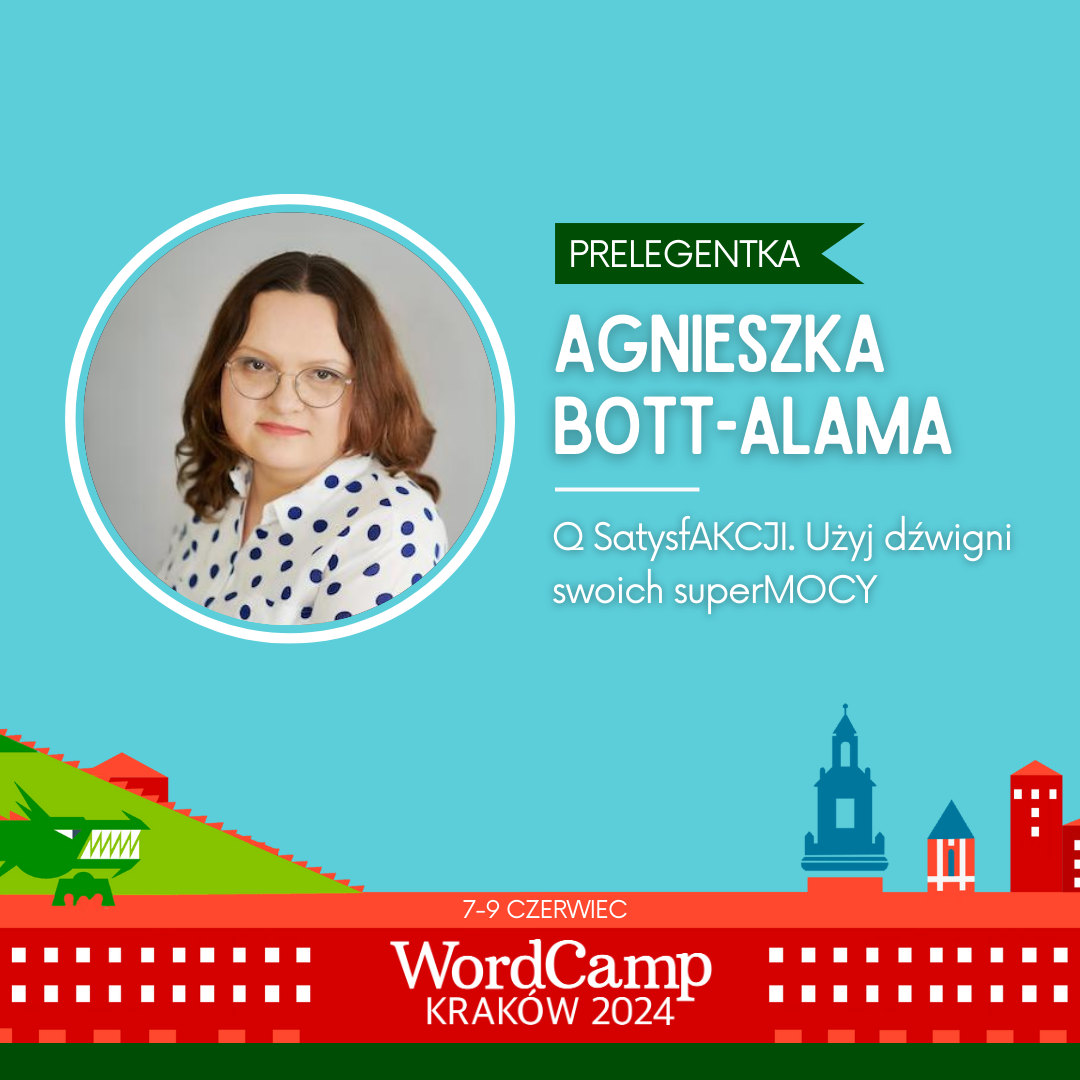 PRELEGENTKA
AGNIESZKA
BOTT-ALAMA
Q SatysfAKCJI. Użyj dźwigni
swoich superMOCY
7-9 CZERWIEC
WordCamp
KRAKÓW 2024